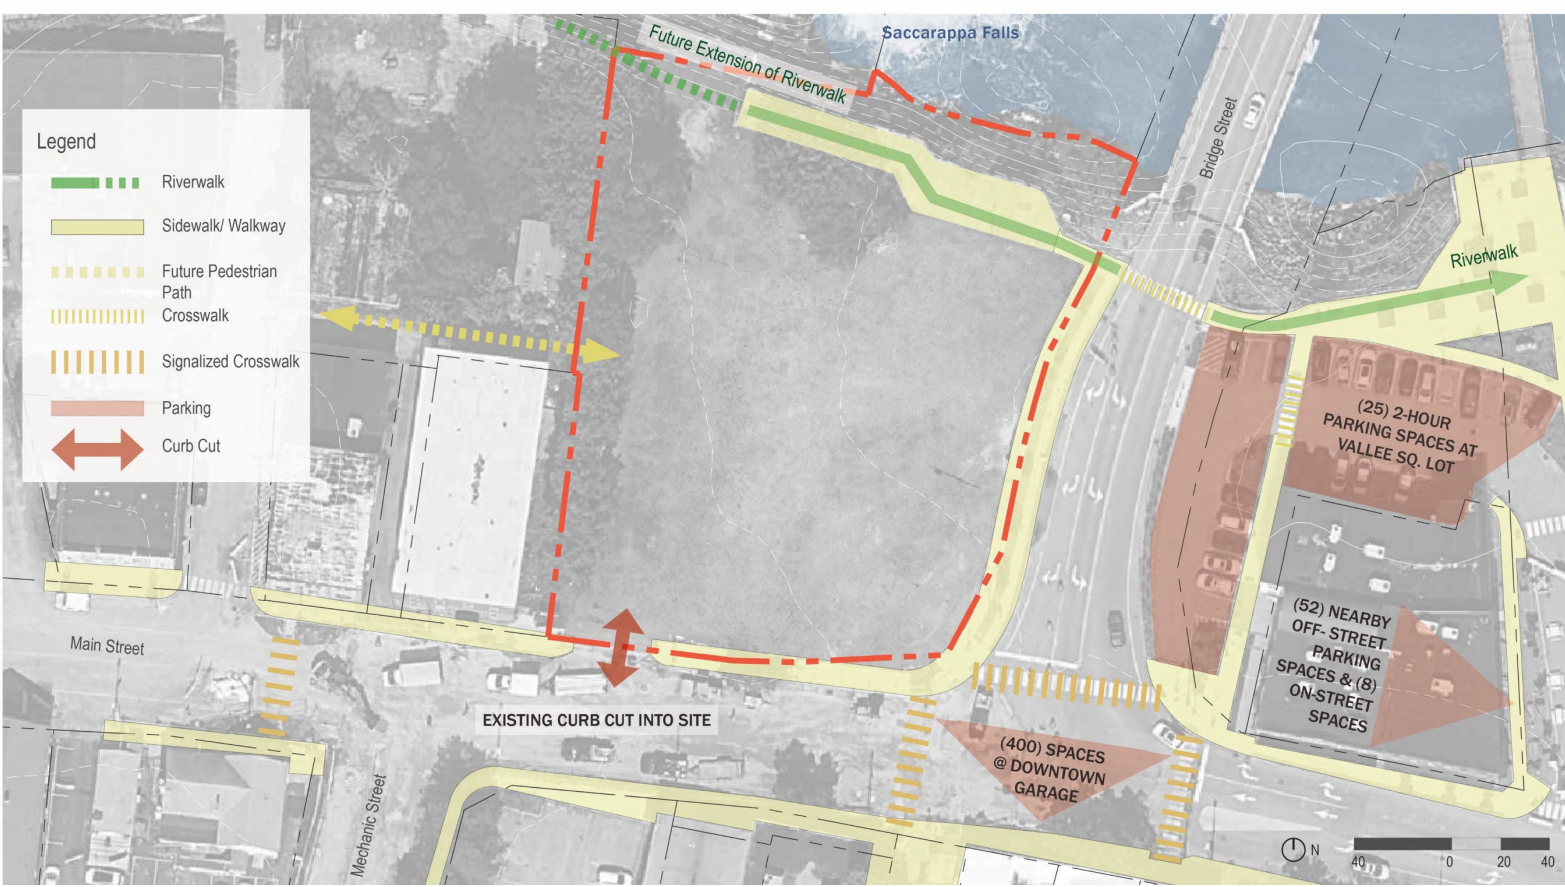 Saccarappa Falls
Future Extension of Riverwalk
Bridge Street
Legend
Riverwalk
Sidewalk/ Walkway
Future Pedestrian
Path
Crosswalk
Signalized Crosswalk
Parking
Curb Cut
Riverwalk
(25) 2-HOUR
PARKING SPACES AT
VALLEE SQ. LOT
(52) NEARBY
OFF- STREET
PARKING
SPACES & (8)
ON-STREET
SPACES
Main Street
EXISTING CURB CUT INTO SITE
(400) SPACES
@ DOWNTOWN
GARAGE
Mechanic Street
N
40 0 20 40